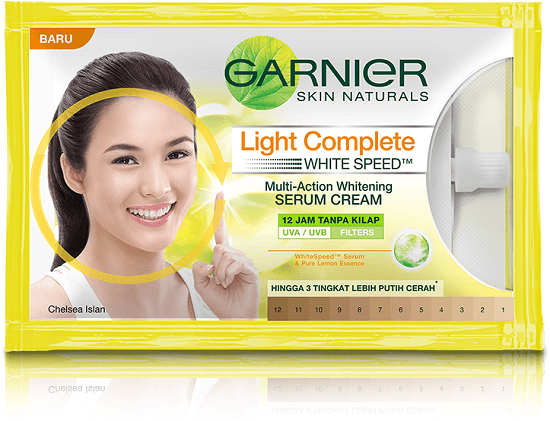 BARU
GARNIER
SKIN NATURALS
Light Complete
WHITE SPEED™
Multi-Action Whitening
SERUM CREAM
12 JAM TANPA KILAP
UVA / UVB FILTERS
WhiteSpeed™ Serum
& Pure Lemon Essence
HINGGA 3 TINGKAT LEBIH PUTIH CERAH*
12 11 10 9 8 7 6 5 4 3 2 1
Chelsea Islan